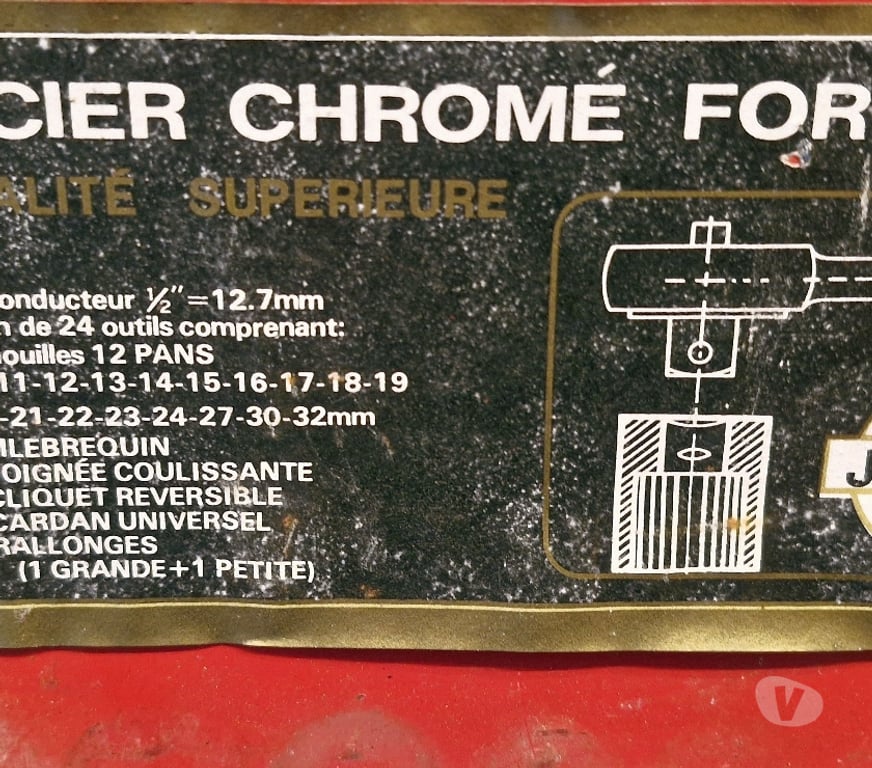 CIER CHROMÉ FOR
ALITÉ SUPERIEURE
onducteur ½"=12.7mm
n de 24 outils comprenant:
ouilles 12 PANS
11-12-13-14-15-16-17-18-19
-21-22-23-24-27-30-32mm
ILEBREQUIN
OIGNÉE COULISSANTE
CLIQUET REVERSIBLE
CARDAN UNIVERSEL
RALLONGES
(1 GRANDE+1 PETITE)
J
V